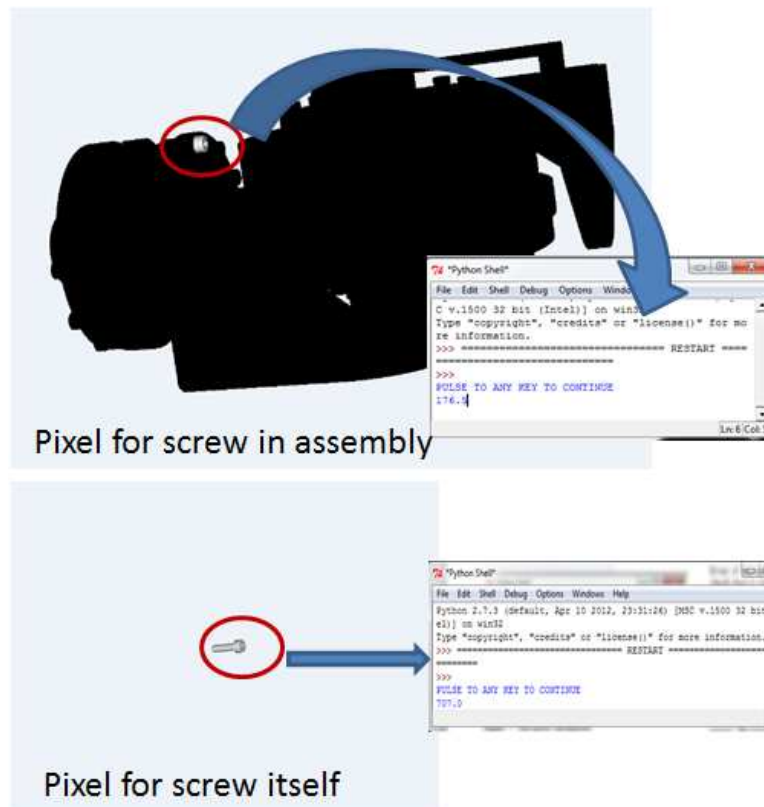 *Python Shell*
File Edit Shell Debug Options Windo
C v.1500 32 bit (Intel)] on win32
Type "copyright", "credits" or "license()" for mo
re information.
>>> ================================ RESTART ====
===========================
>>>
PULSE TO ANY KEY TO CONTINUE
176.5
Ln: 6 Col:
Pixel for screw in assembly
*Python Shell*
File Edit Shell Debug Options Windows Help
Python 2.7.3 (default, Apr 10 2012, 23:31:26) [MSC v.1500 32 bit
el)] on win32
Type "copyright", "credits" or "license()" for more information.
>>> ================================ RESTART ===================
========
>>>
PULSE TO ANY KEY TO CONTINUE
707.0
Pixel for screw itself